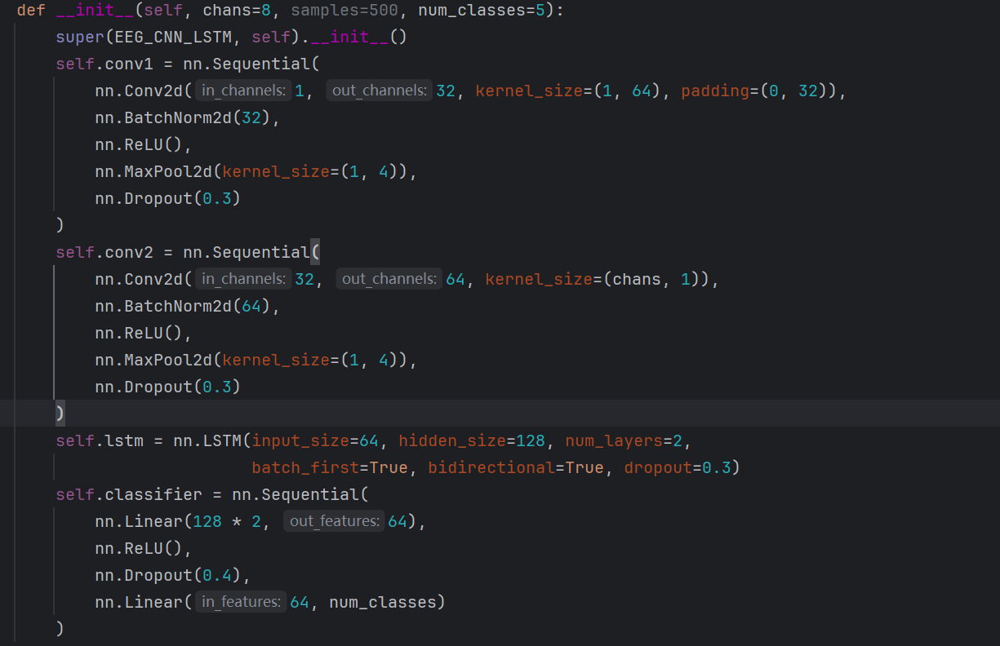 def __init__(self, chans=8, samples=500, num_classes=5):
    super(EEG_CNN_LSTM, self).__init__()
    self.conv1 = nn.Sequential(
        nn.Conv2d( in_channels: 1,  out_channels: 32, kernel_size=(1, 64), padding=(0, 32)),
        nn.BatchNorm2d(32),
        nn.ReLU(),
        nn.MaxPool2d(kernel_size=(1, 4)),
        nn.Dropout(0.3)
    )
    self.conv2 = nn.Sequential(
        nn.Conv2d( in_channels: 32,  out_channels: 64, kernel_size=(chans, 1)),
        nn.BatchNorm2d(64),
        nn.ReLU(),
        nn.MaxPool2d(kernel_size=(1, 4)),
        nn.Dropout(0.3)
    )
    self.lstm = nn.LSTM(input_size=64, hidden_size=128, num_layers=2,
                        batch_first=True, bidirectional=True, dropout=0.3)
    self.classifier = nn.Sequential(
        nn.Linear(128 * 2,  out_features: 64),
        nn.ReLU(),
        nn.Dropout(0.4),
        nn.Linear( in_features: 64, num_classes)
    )